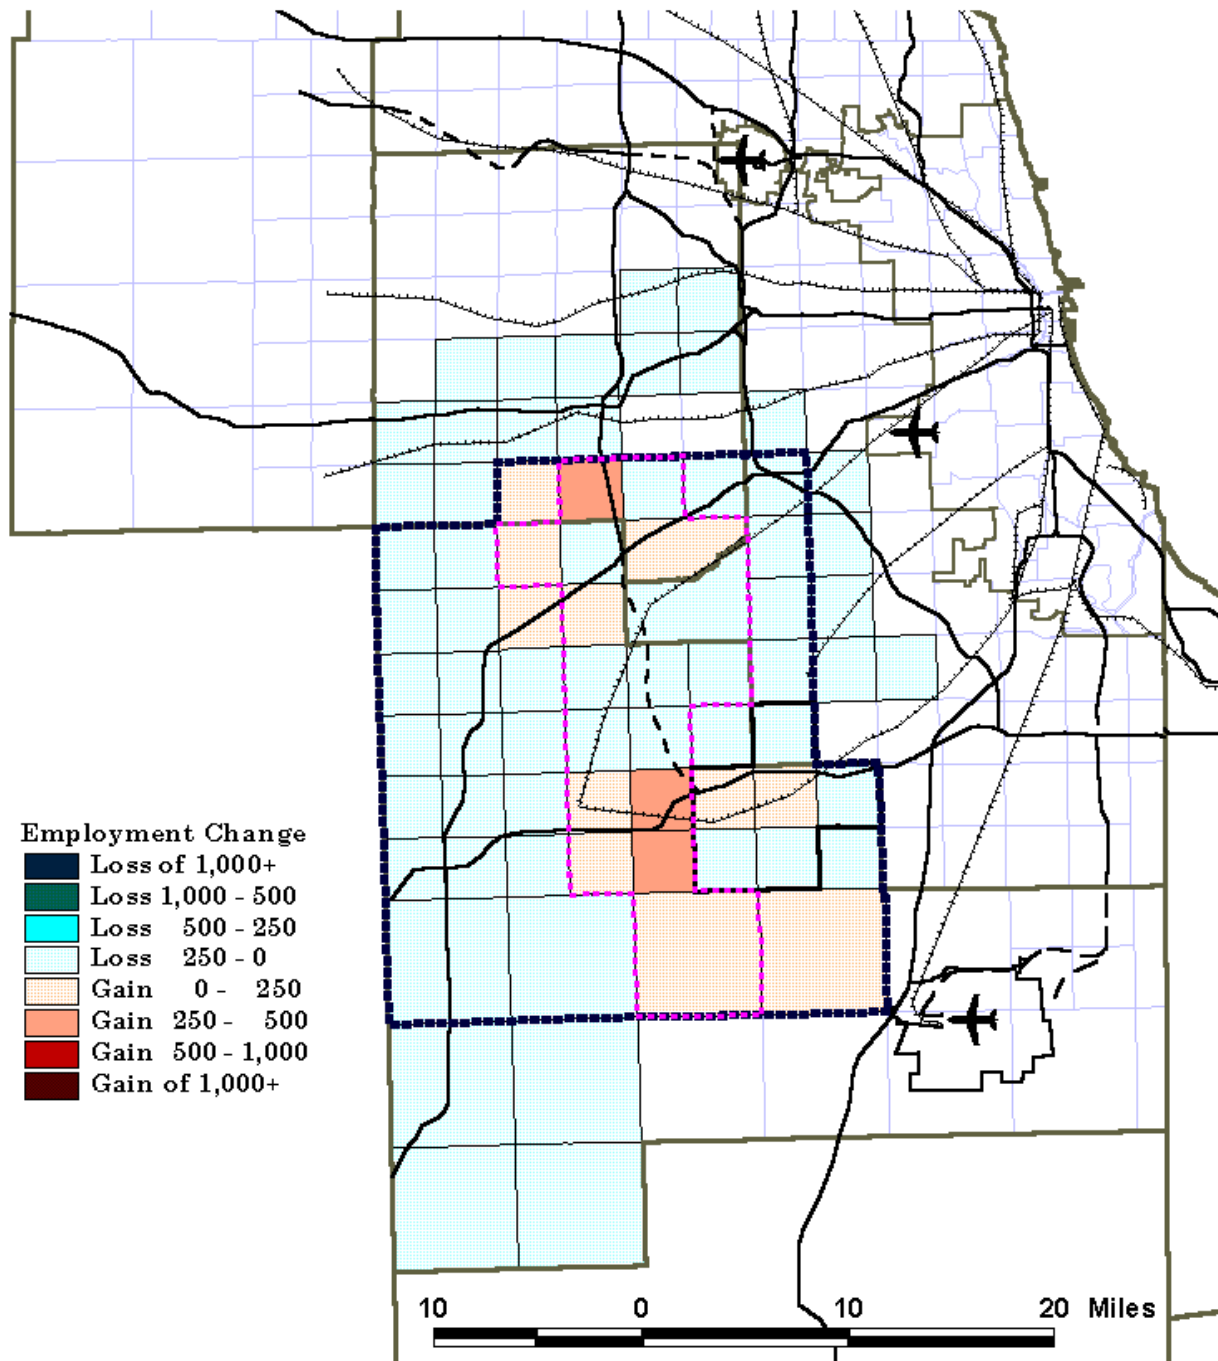 Employment Change
Loss of 1,000+
Loss 1,000 - 500
Loss 500 - 250
Loss 250 - 0
Gain 0 - 250
Gain 250 - 500
Gain 500 - 1,000
Gain of 1,000+
10 0 10 20 Miles